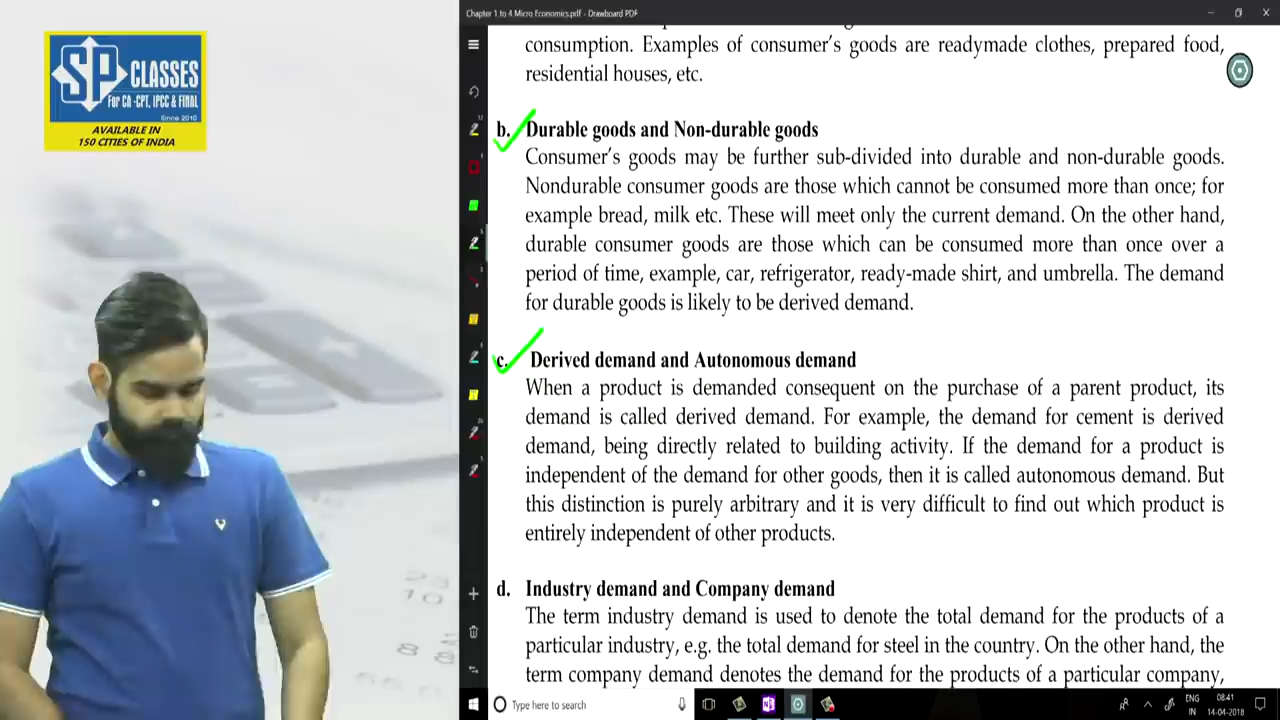 Chapter 1 to 4 Micro Economics.pdf - Drawboard PDF
SP CLASSES
For CA -CPT, IPCC & FINAL
Since 2010
AVAILABLE IN
150 CITIES OF INDIA
consumption. Examples of consumer's goods are readymade clothes, prepared food,
residential houses, etc.
b. Durable goods and Non-durable goods
Consumer's goods may be further sub-divided into durable and non-durable goods.
Nondurable consumer goods are those which cannot be consumed more than once; for
example bread, milk etc. These will meet only the current demand. On the other hand,
durable consumer goods are those which can be consumed more than once over a
period of time, example, car, refrigerator, ready-made shirt, and umbrella. The demand
for durable goods is likely to be derived demand.
c. Derived demand and Autonomous demand
When a product is demanded consequent on the purchase of a parent product, its
demand is called derived demand. For example, the demand for cement is derived
demand, being directly related to building activity. If the demand for a product is
independent of the demand for other goods, then it is called autonomous demand. But
this distinction is purely arbitrary and it is very difficult to find out which product is
entirely independent of other products.
d. Industry demand and Company demand
The term industry demand is used to denote the total demand for the products of a
particular industry, e.g. the total demand for steel in the country. On the other hand, the
term company demand denotes the demand for the products of a particular company,
Type here to search
ENG
IN
08:41
14-04-2018